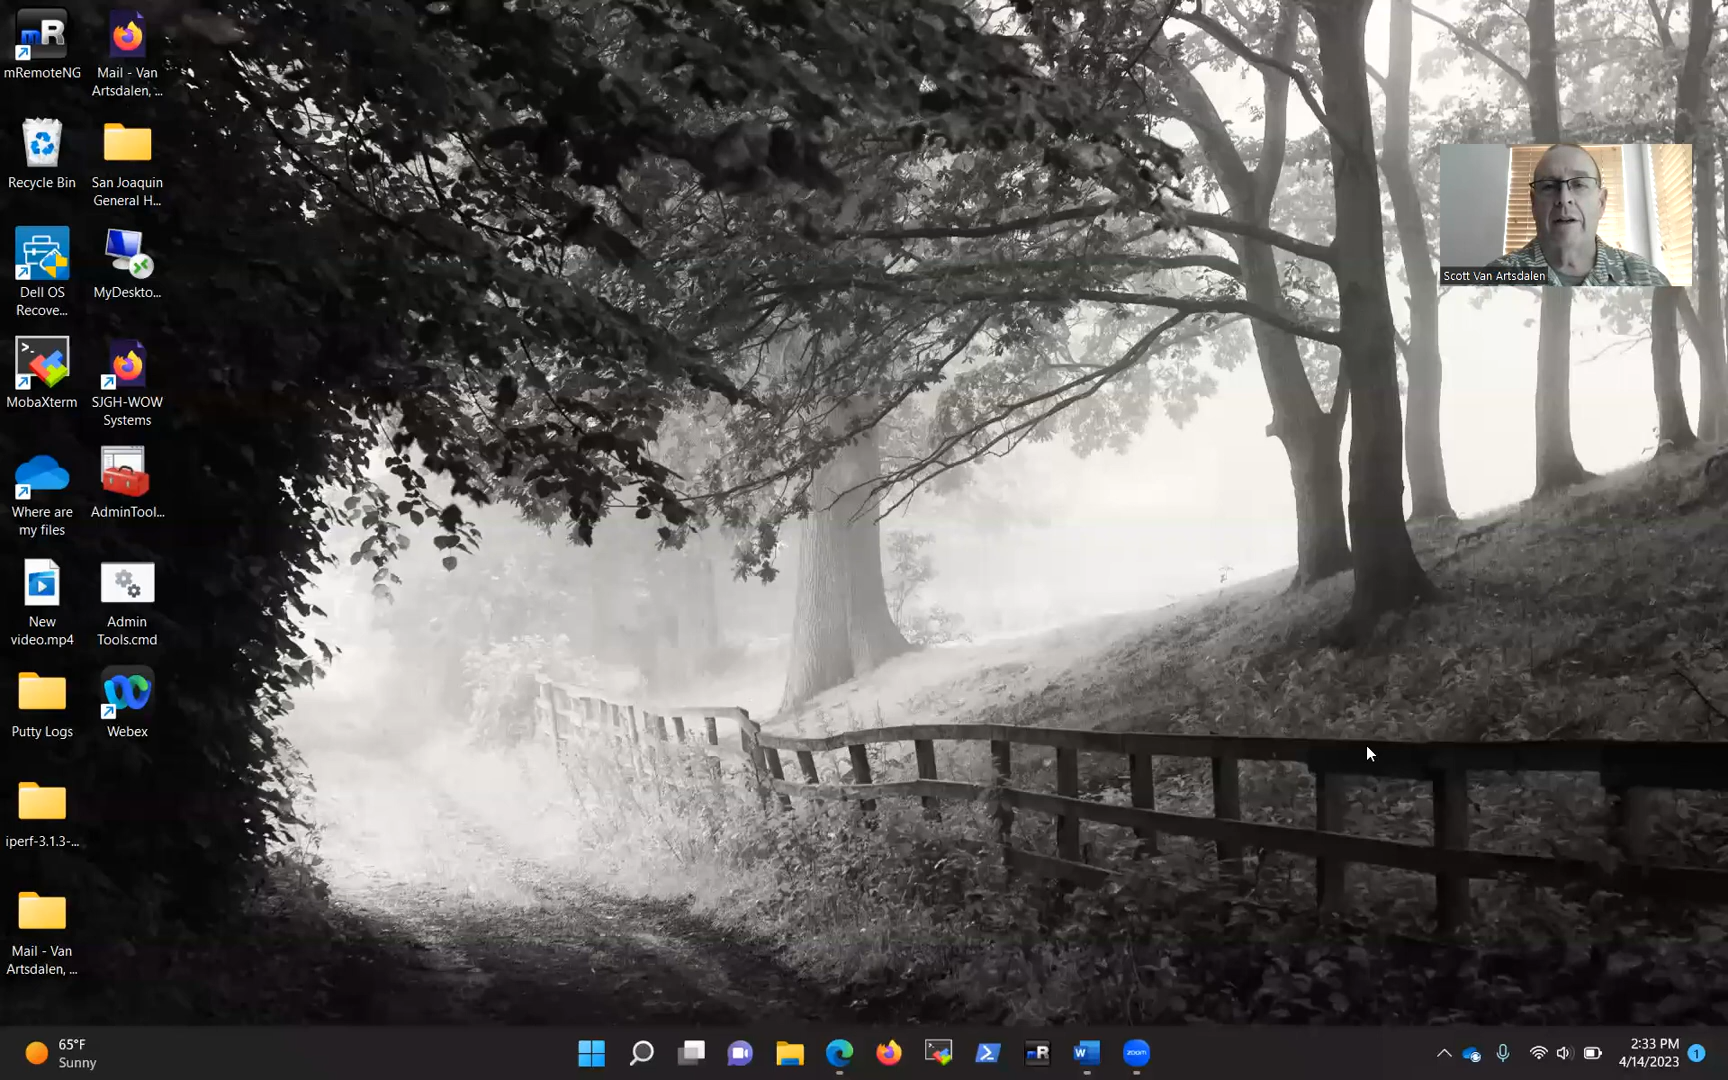 mRemoteNG
Mail - Van
Artsdalen, ...
Recycle Bin
San Joaquin
General H...
Dell OS
Recove...
MyDeskto...
MobaXterm
SJGH-WOW
Systems
Where are
my files
AdminTool...
New
video.mp4
Admin
Tools.cmd
Putty Logs
Webex
iperf-3.1.3-...
Mail - Van
Artsdalen, ...
Scott Van Artsdalen
65°F
Sunny
zoom
2:33 PM
4/14/2023
1